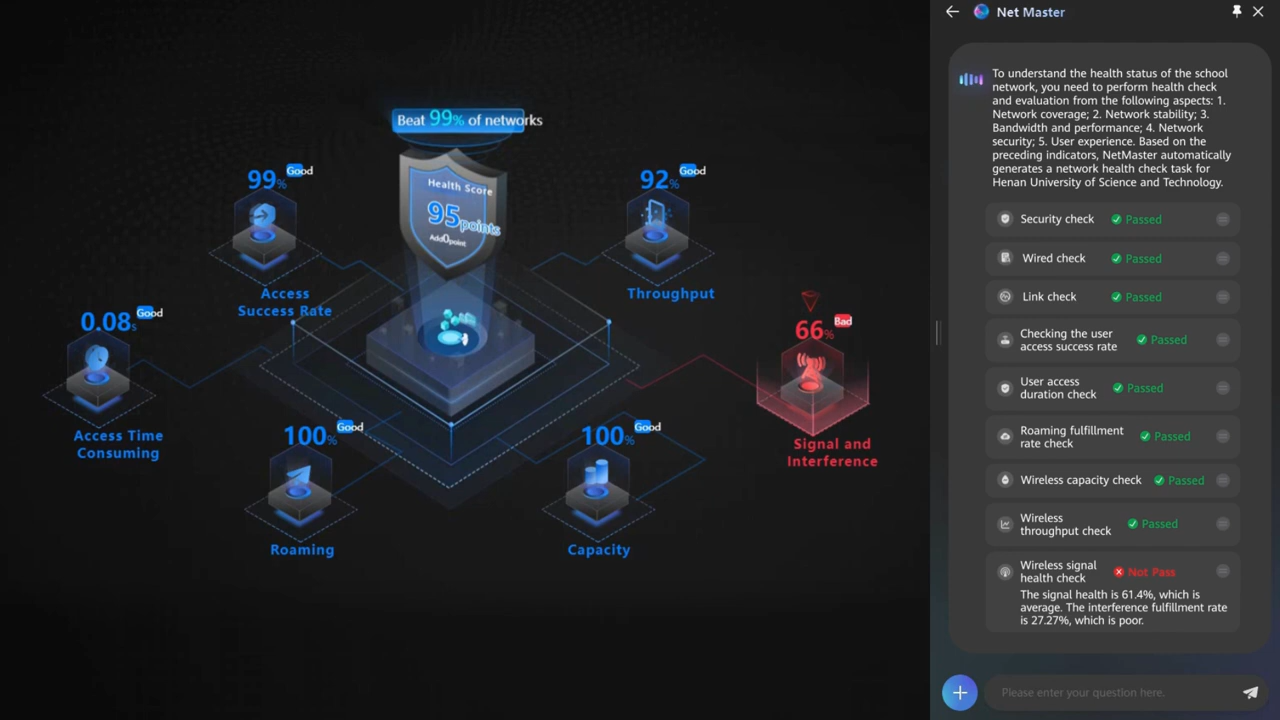 Beat 99% of networks
Health Score
95points
Add0point
99% Good
Access
Success Rate
92% Good
Throughput
0.08s Good
Access Time
Consuming
66% Bad
Signal and
Interference
100% Good
Roaming
100% Good
Capacity
Net Master
To understand the health status of the school
network, you need to perform health check
and evaluation from the following aspects: 1.
Network coverage; 2. Network stability; 3.
Bandwidth and performance; 4. Network
security; 5. User experience. Based on the
preceding indicators, NetMaster automatically
generates a network health check task for
Henan University of Science and Technology.
Security check Passed
Wired check Passed
Link check Passed
Checking the user
access success rate Passed
User access
duration check Passed
Roaming fulfillment
rate check Passed
Wireless capacity check Passed
Wireless
throughput check Passed
Wireless signal
health check Not Pass
The signal health is 61.4%, which is
average. The interference fulfillment rate
is 27.27%, which is poor.
Please enter your question here.